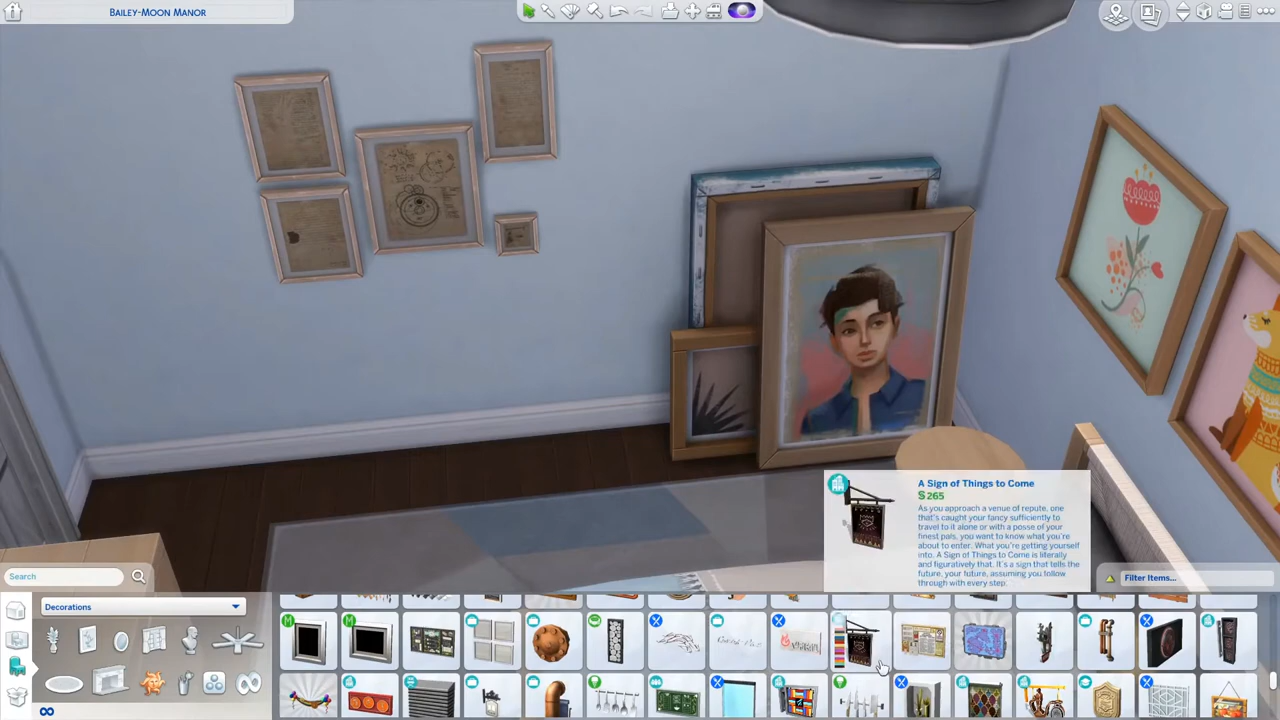 BAILEY-MOON MANOR
A Sign of Things to Come
§265
As you approach a venue of repute, one
that's caught your fancy sufficiently to
travel to it alone or with a posse of your
finest pals, you want to know what you're
about to enter. What you're getting yourself
into. A Sign of Things to Come is literally
and figuratively that. It's a sign that tells the
future, your future, assuming you follow
through with every step.
Search
Filter Items...
Decorations